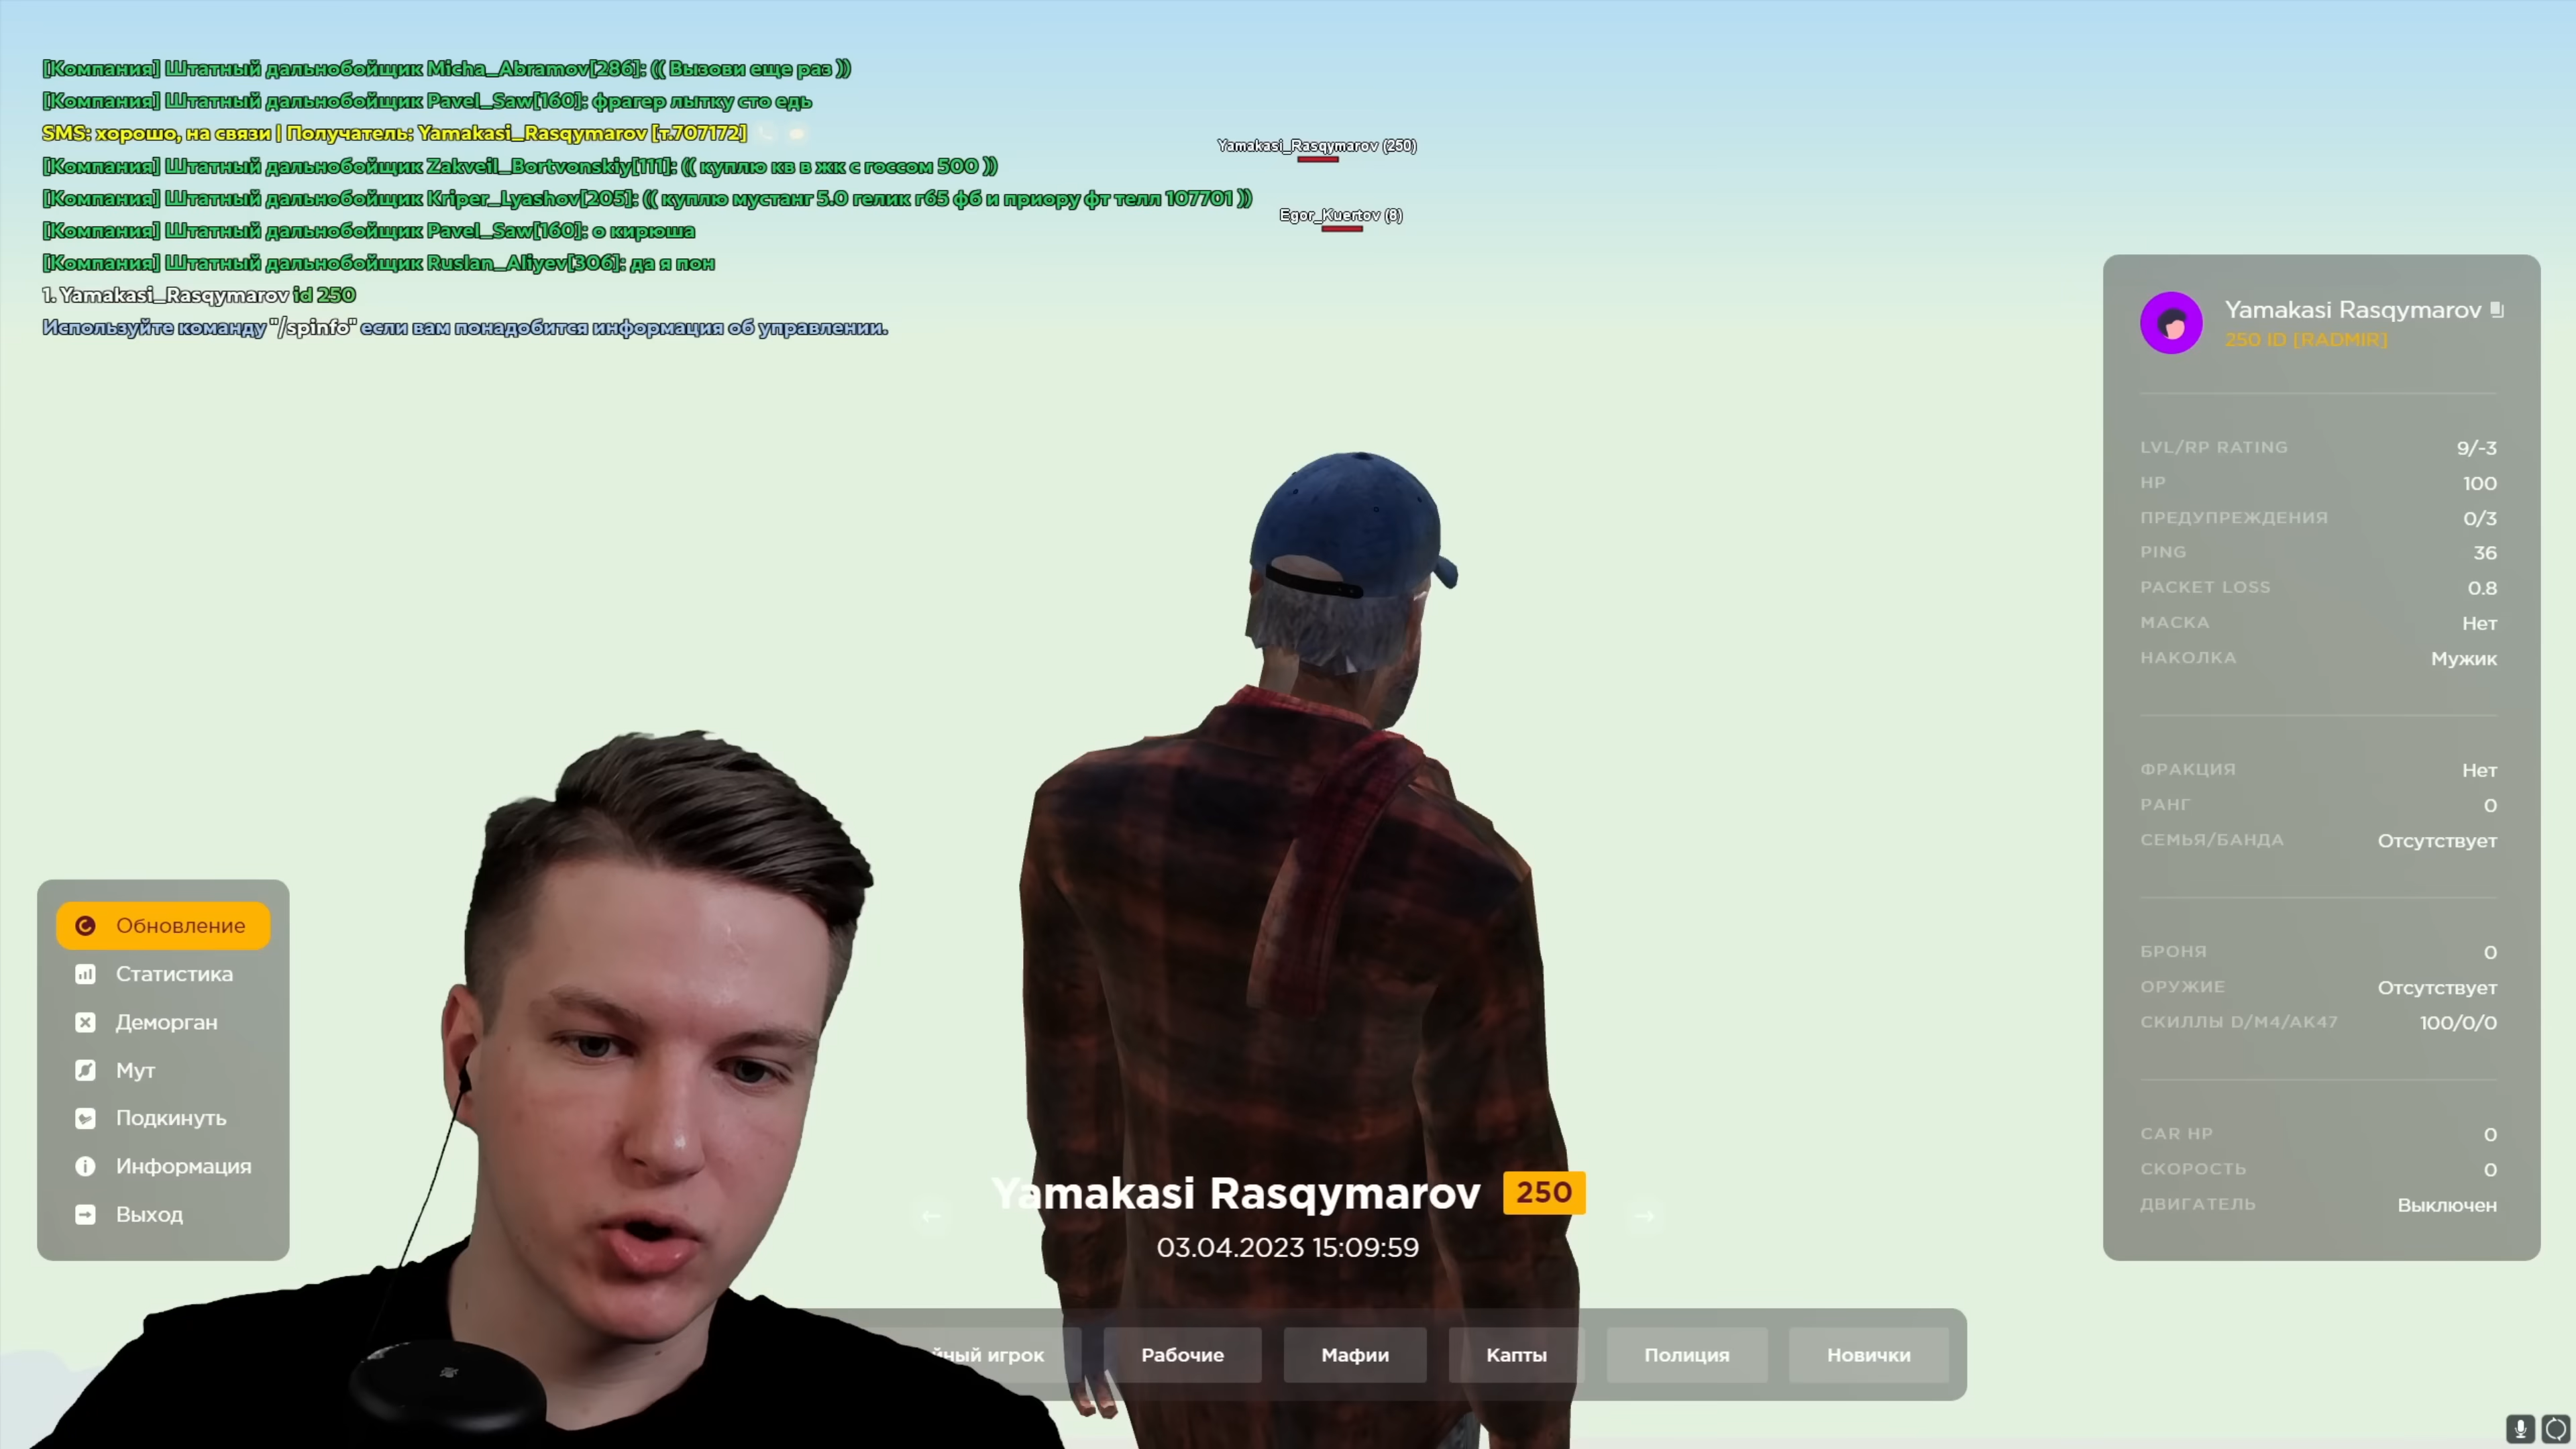 [Компания] Штатный дальнобойщик Micha_Abramov[286]: (( Вызови еще раз ))
[Компания] Штатный дальнобойщик Pavel_Saw[160]: фрагер лытку сто едь
SMS: хорошо, на связи | Получатель: Yamakasi_Rasqymarov [т.707172]
[Компания] Штатный дальнобойщик Zakveil_Bortvonskiy[111]: (( куплю кв в жк с госсом 500 ))
[Компания] Штатный дальнобойщик Kriper_Lyashov[205]: (( куплю мустанг 5.0 гелик г65 фб и приору фт телл 107701 ))
[Компания] Штатный дальнобойщик Pavel_Saw[160]: о кирюша
[Компания] Штатный дальнобойщик Ruslan_Aliyev[306]: да я пон
1. Yamakasi_Rasqymarov id 250
Используйте команду "/spinfo" если вам понадобится информация об управлении.
Yamakasi_Rasqymarov (250)
Egor_Kuertov (8)
Yamakasi Rasqymarov
250 ID [RADMIR]
LVL/RP RATING 9/-3
HP 100
ПРЕДУПРЕЖДЕНИЯ 0/3
PING 36
PACKET LOSS 0.8
МАСКА Нет
НАКОЛКА Мужик
ФРАКЦИЯ Нет
РАНГ 0
СЕМЬЯ/БАНДА Отсутствует
БРОНЯ 0
ОРУЖИЕ Отсутствует
СКИЛЛЫ D/M4/AK47 100/0/0
CAR HP 0
СКОРОСТЬ 0
ДВИГАТЕЛЬ Выключен
Обновление
Статистика
Деморган
Мут
Подкинуть
Информация
Выход
Yamakasi Rasqymarov 250
03.04.2023 15:09:59
йный игрок Рабочие Мафии Капты Полиция Новички